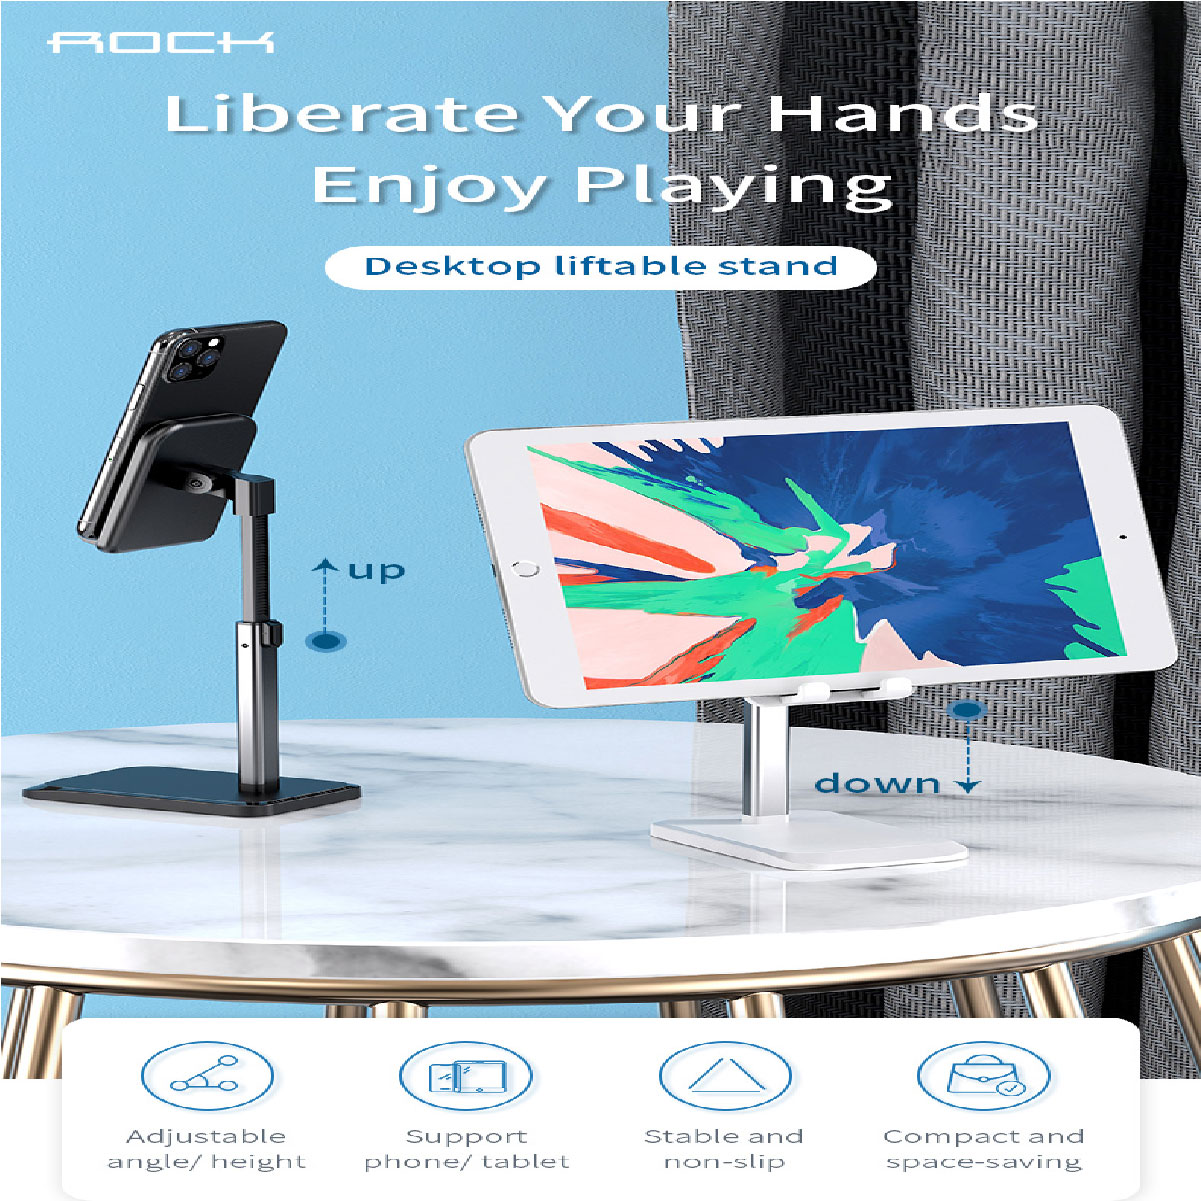 ROCK
Liberate Your Hands
Enjoy Playing
Desktop liftable stand
up
down
Adjustable
angle/ height
Support
phone/ tablet
Stable and
non-slip
Compact and
space-saving